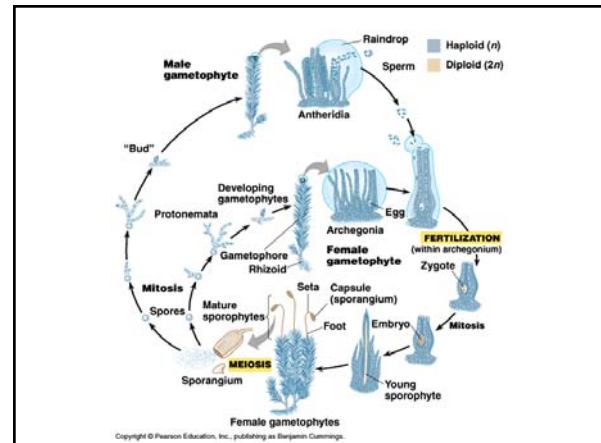 Raindrop
Sperm
Haploid (n)
Diploid (2n)
Male
gametophyte
Antheridia
"Bud"
Developing
gametophytes
Protonemata
Egg
Archegonia
FERTILIZATION
(within archegonium)
Gametophore
Rhizoid
Female
gametophyte
Zygote
Mitosis
Seta
Capsule
(sporangium)
Spores
Mature
sporophytes
Foot
Embryo
Mitosis
MEIOSIS
Sporangium
Young
sporophyte
Female gametophytes
Copyright © Pearson Education, Inc., publishing as Benjamin Cummings.